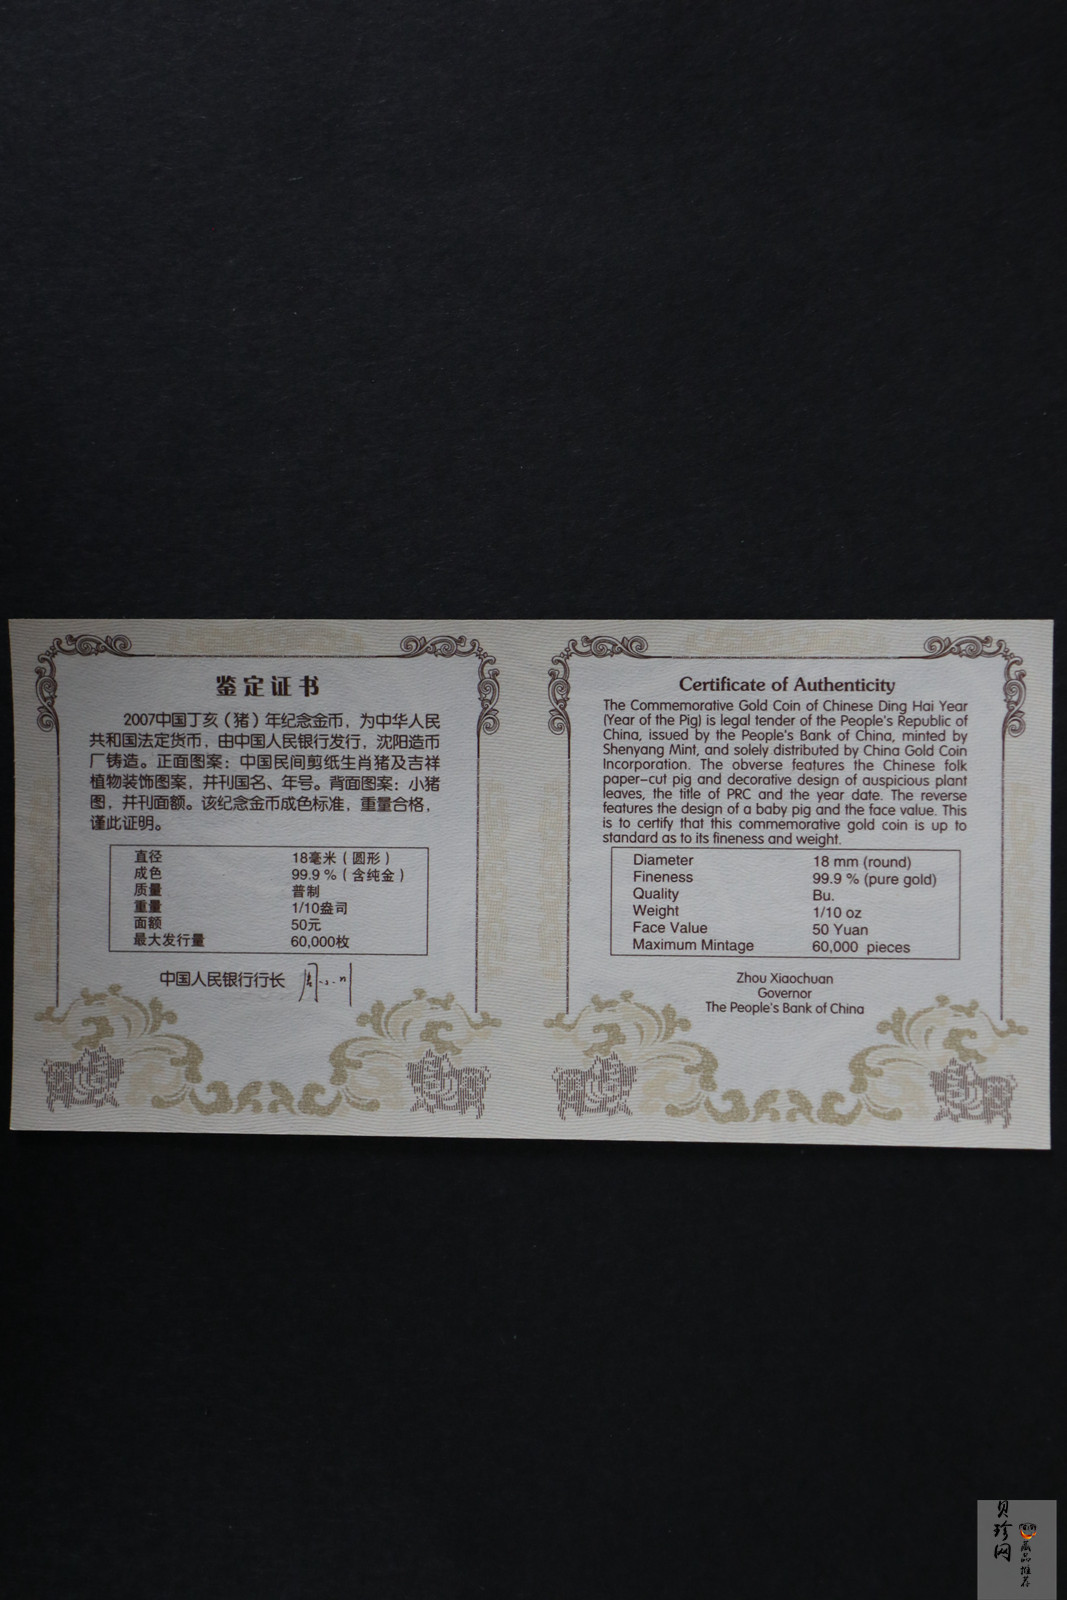 鉴定证书
2007中国丁亥（猪）年纪念金币，为中华人民
共和国法定货币，由中国人民银行发行，沈阳造币
厂铸造。正面图案：中国民间剪纸生肖猪及吉祥
植物装饰图案，并刊国名、年号。背面图案：小猪
图，并刊面额。该纪念金币成色标准，重量合格，
谨此证明。
直径 18毫米（圆形）
成色 99.9 %（含纯金）
质量 普制
重量 1/10盎司
面额 50元
最大发行量 60,000枚
中国人民银行行长
Certificate of Authenticity
The Commemorative Gold Coin of Chinese Ding Hai Year
(Year of the Pig) is legal tender of the People's Republic of
China, issued by the People's Bank of China, minted by
Shenyang Mint, and solely distributed by China Gold Coin
Incorporation. The obverse features the Chinese folk
paper-cut pig and decorative design of auspicious plant
leaves, the title of PRC and the year date. The reverse
features the design of a baby pig and the face value. This
is to certify that this commemorative gold coin is up to
standard as to its fineness and weight.
Diameter 18 mm (round)
Fineness 99.9 % (pure gold)
Quality Bu.
Weight 1/10 oz
Face Value 50 Yuan
Maximum Mintage 60,000 pieces
Zhou Xiaochuan
Governor
The People's Bank of China
贝珍网
藏品推荐